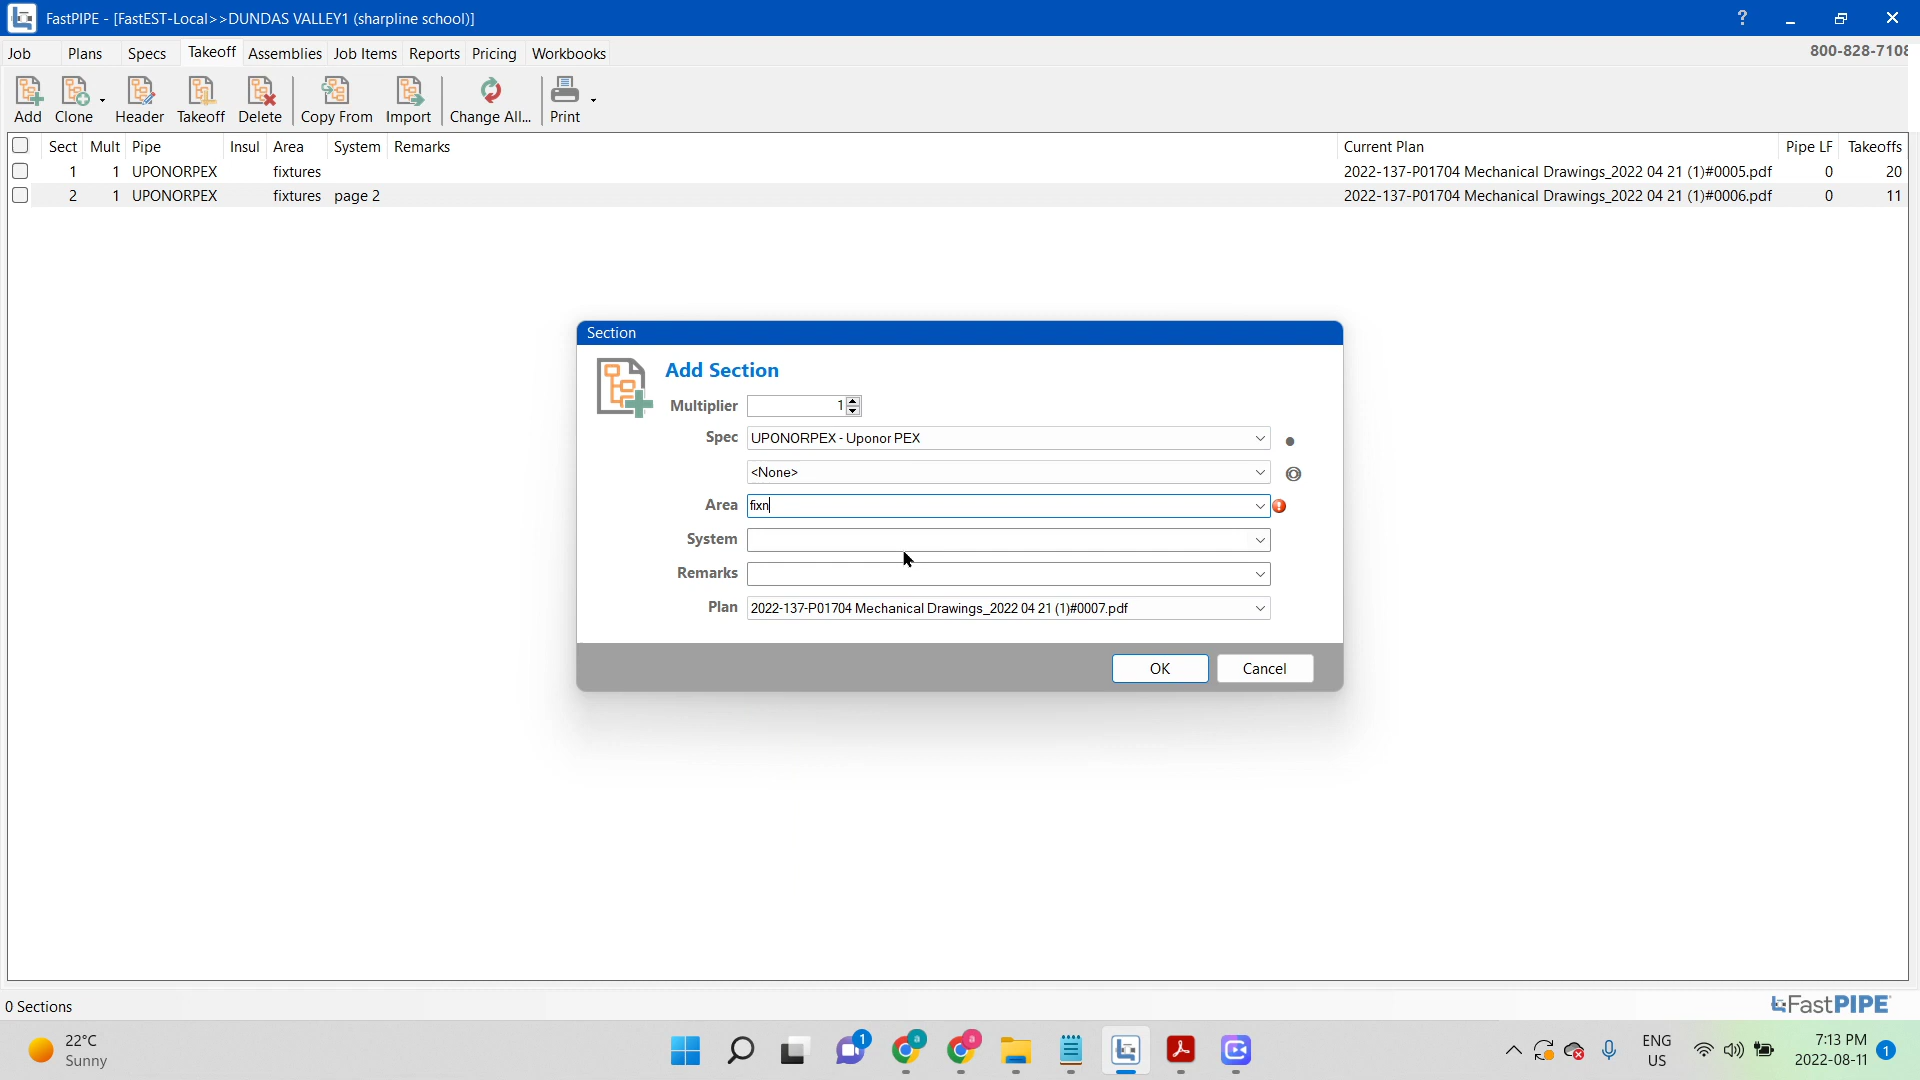 FastPIPE - [FastEST-Local>>DUNDAS VALLEY1 (sharpline school)]
?
Job Plans Specs Takeoff Assemblies Job Items Reports Pricing Workbooks 800-828-7108
Add Clone Header Takeoff Delete Copy From Import Change All... Print
Sect Mult Pipe Insul Area System Remarks Current Plan Pipe LF Takeoffs
1 1 UPONORPEX fixtures 2022-137-P01704 Mechanical Drawings_2022 04 21 (1)#0005.pdf 0 20
2 1 UPONORPEX fixtures page 2 2022-137-P01704 Mechanical Drawings_2022 04 21 (1)#0006.pdf 0 11
Section
Add Section
Multiplier 1
Spec UPONORPEX - Uponor PEX
<None>
Area fixn
System
Remarks
Plan 2022-137-P01704 Mechanical Drawings_2022 04 21 (1)#0007.pdf
OK Cancel
0 Sections
FastPIPE
22°C
Sunny
1
a
a
ENG
US
7:13 PM
2022-08-11
1